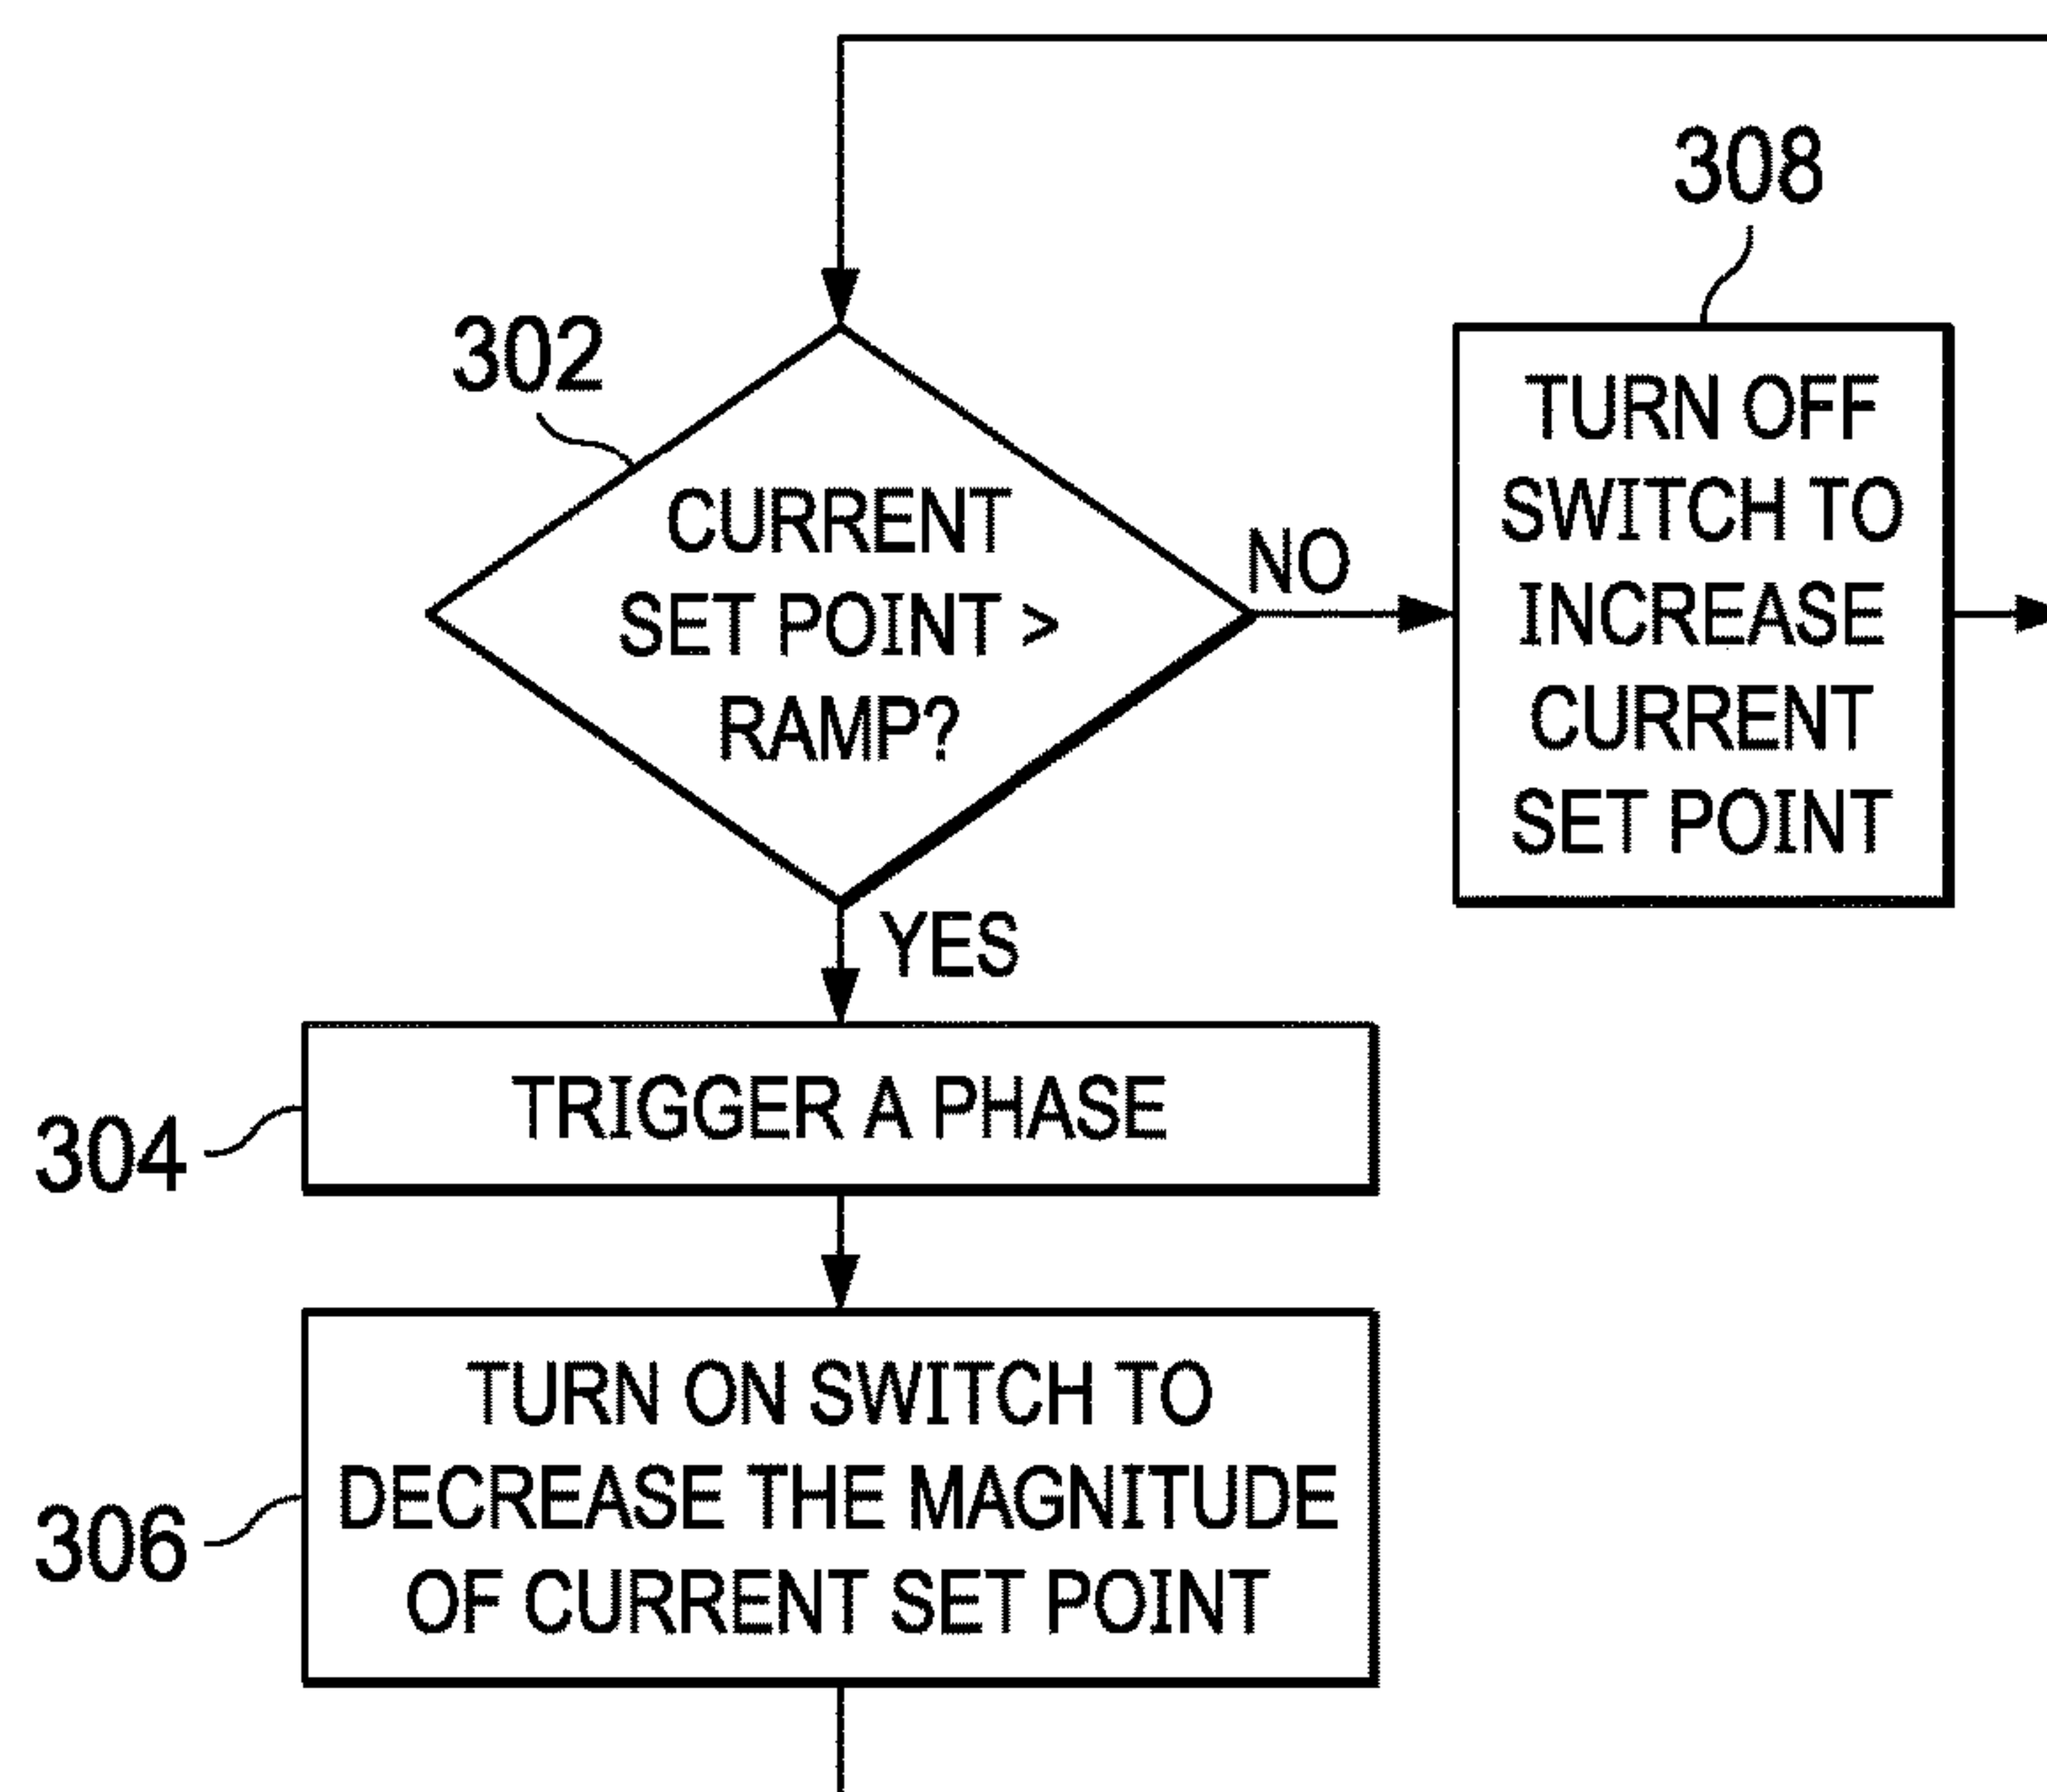 308
302
TURN OFF
SWITCH TO
INCREASE
CURRENT
SET POINT
CURRENT
SET POINT >
RAMP?
NO
YES
304
TRIGGER A PHASE
306
TURN ON SWITCH TO
DECREASE THE MAGNITUDE
OF CURRENT SET POINT